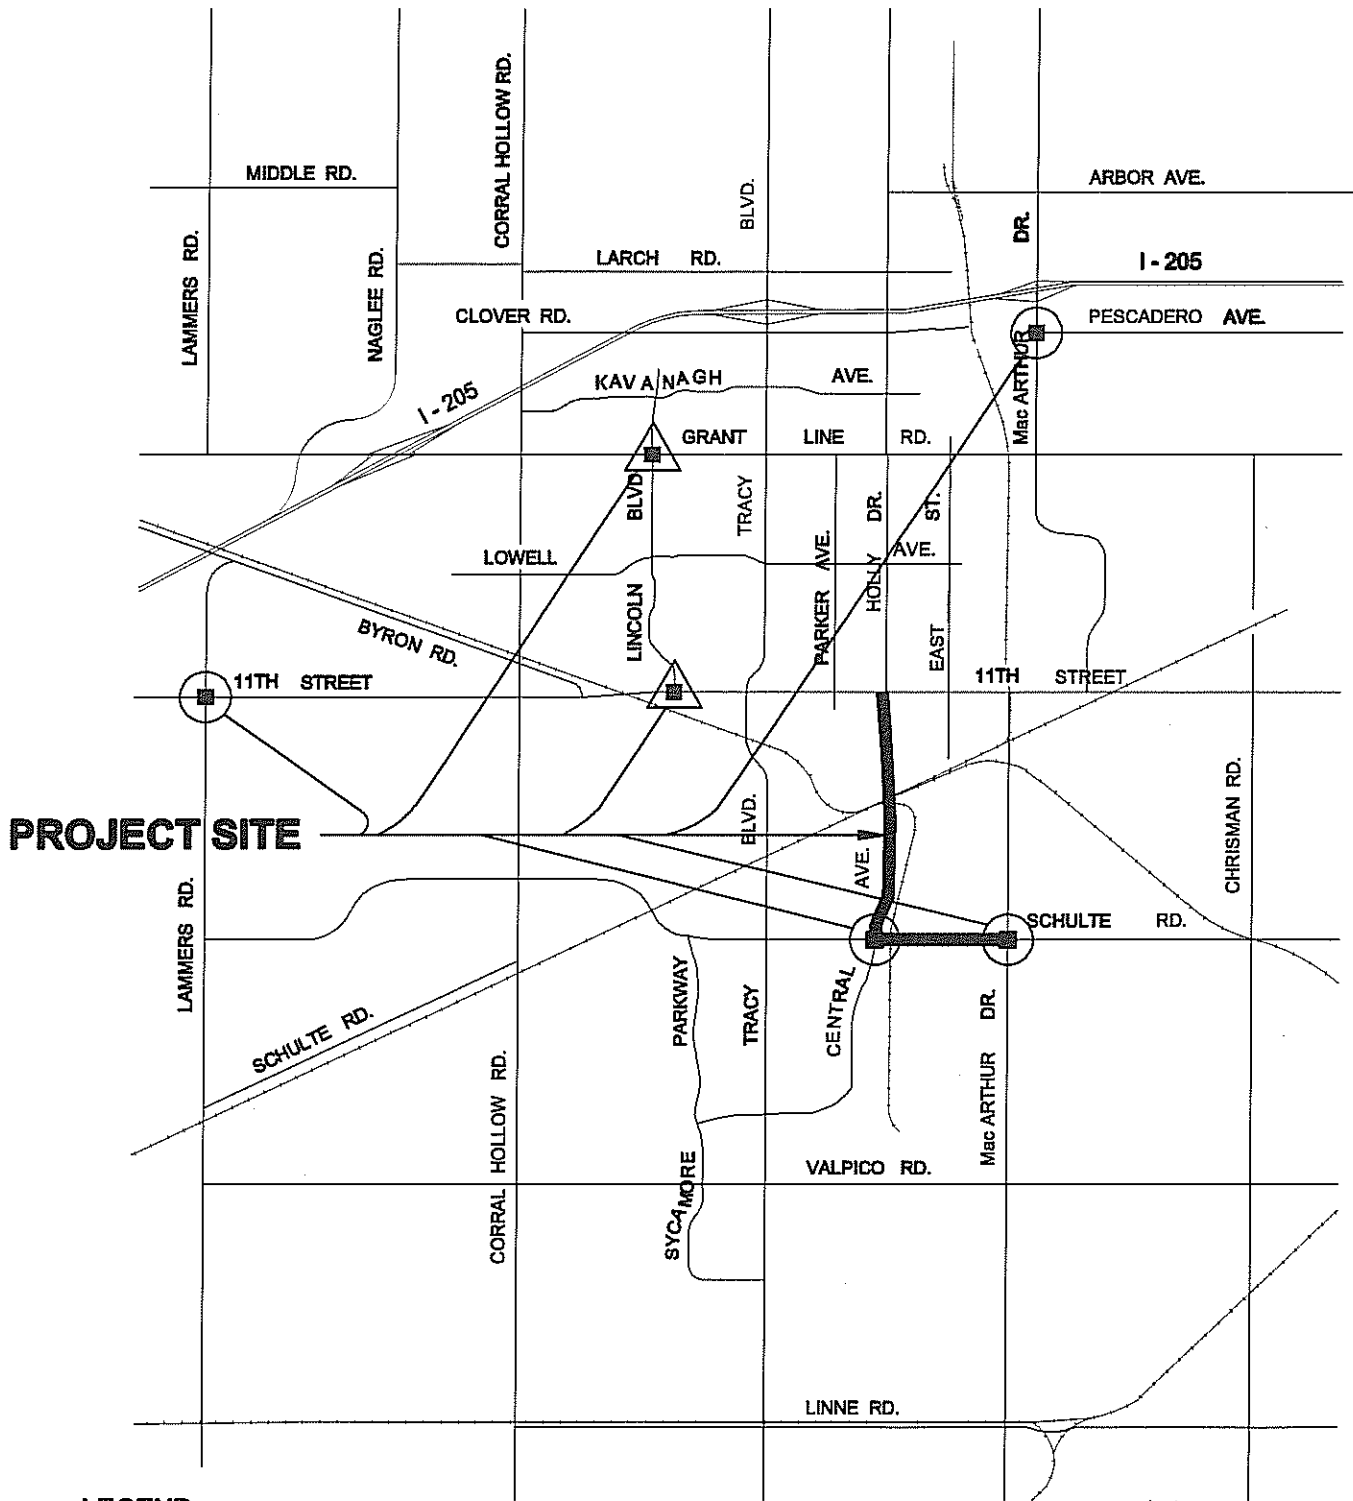 CORRAL HOLLOW RD.
MIDDLE RD.
ARBOR AVE.
BLVD.
LAMMERS RD.
NAGLEE RD.
DR.
LARCH RD.
I - 205
CLOVER RD.
PESCADERO AVE.
Mac ARTHUR
KAVANAGH AVE.
I - 205
GRANT LINE RD.
BLVD
TRACY
DR.
ST.
LOWELL AVE.
PARKER AVE.
HOLLY
LINCOLN
EAST
BYRON RD.
11TH STREET
11TH STREET
CHRISMAN RD.
PROJECT SITE
BLVD.
AVE.
LAMMERS RD.
SCHULTE RD.
PARKWAY
TRACY
CENTRAL
DR.
SCHULTE RD.
CORRAL HOLLOW RD.
Mac ARTHUR
SYCAMORE
VALPICO RD.
LINNE RD.